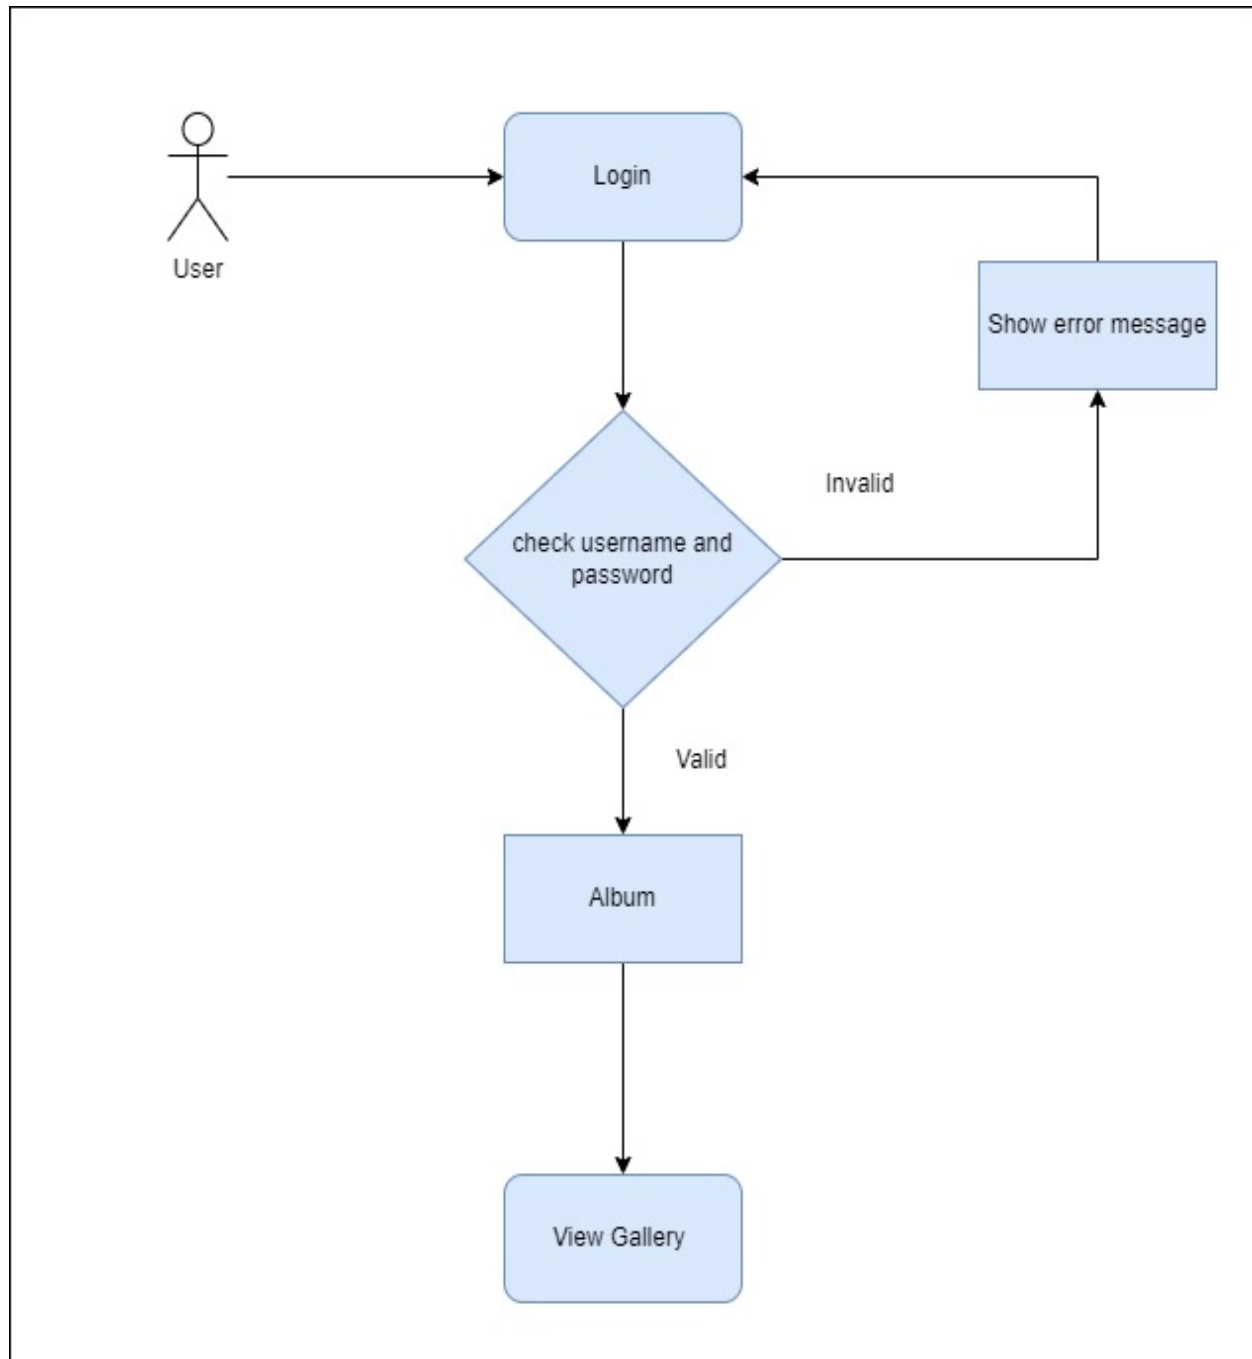 Login
User
Show error message
Invalid
check username and
password
Valid
Album
View Gallery